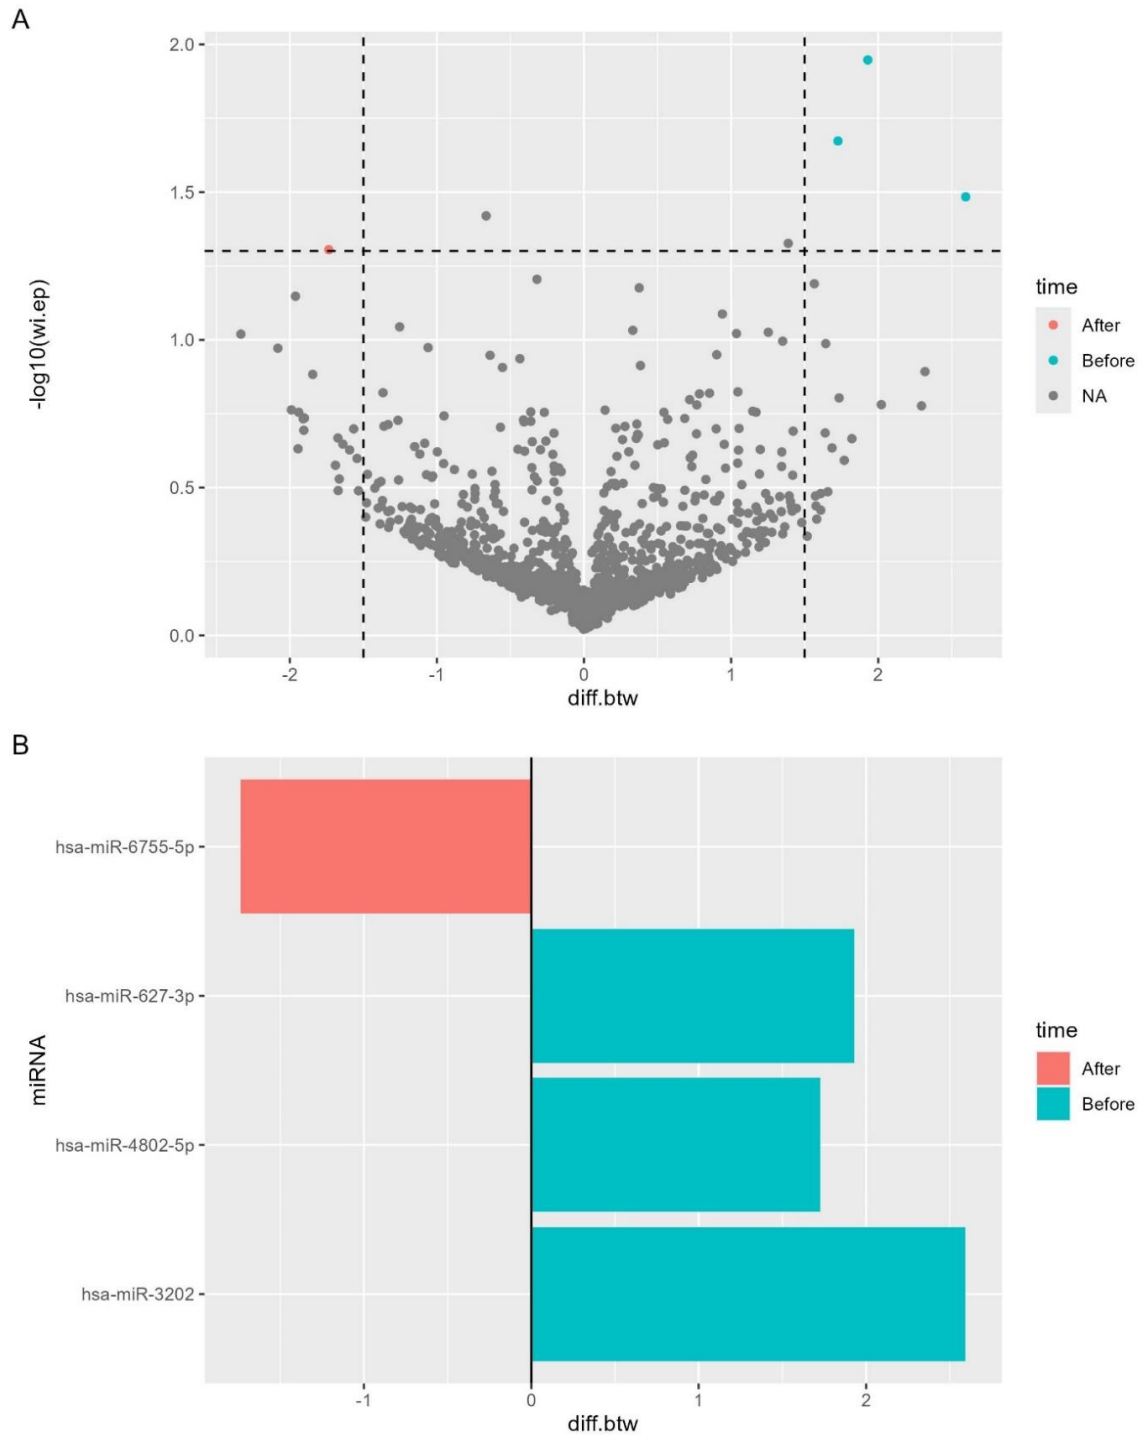 A
2.0
1.5
1.0
0.5
0.0
-log10(wi.ep)
-2
-1
0
1
2
diff.btw
time
After
Before
NA
B
hsa-miR-6755-5p
hsa-miR-627-3p
hsa-miR-4802-5p
hsa-miR-3202
miRNA
-1
0
1
2
diff.btw
time
After
Before